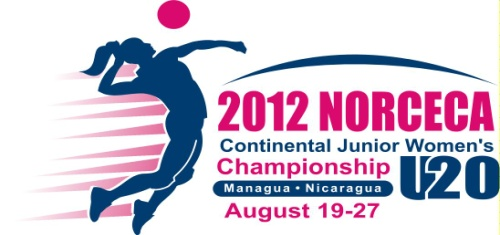 2012 NORCECA
Continental Junior Women's
Championship
U20
Managua • Nicaragua
August 19-27